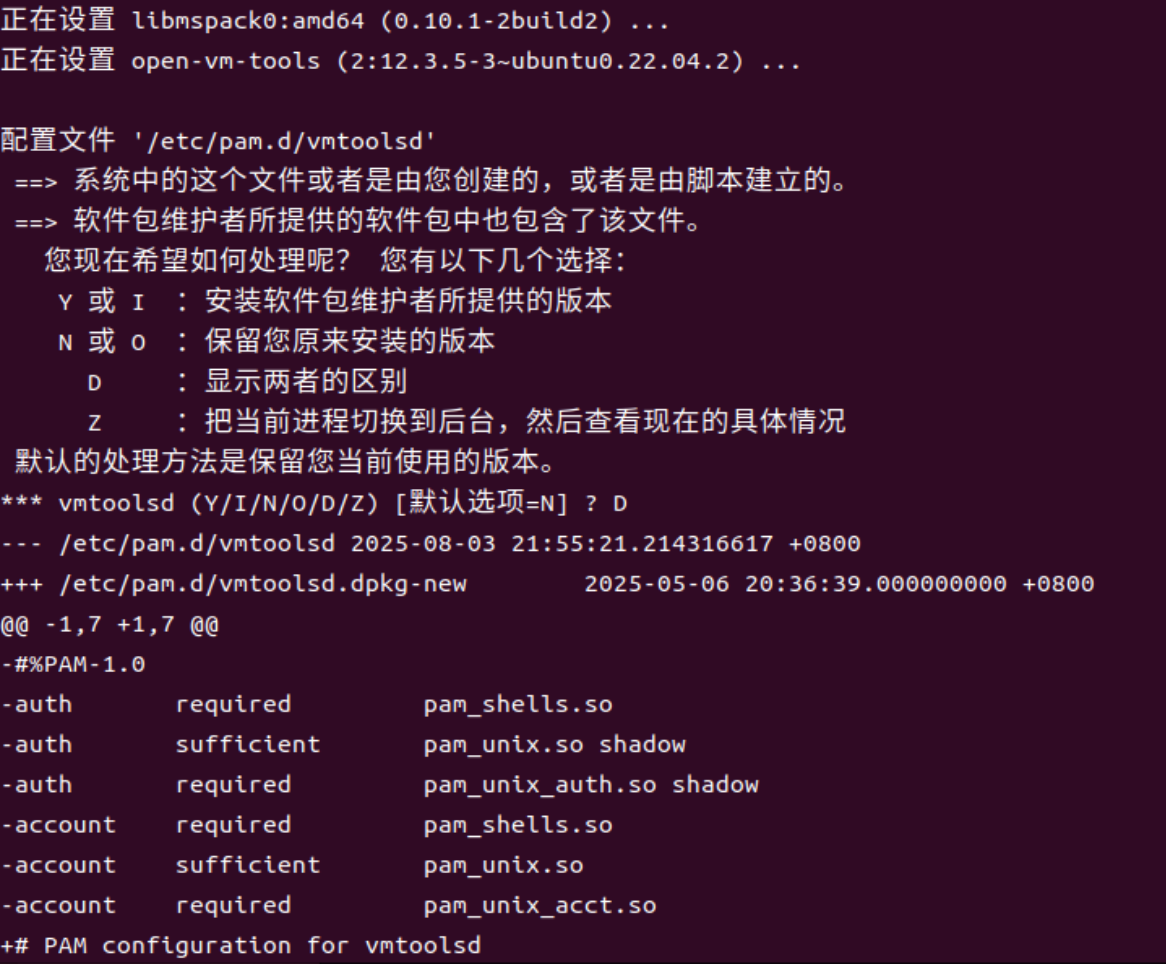 正在设置 libmspack0:amd64 (0.10.1-2build2) ...
正在设置 open-vm-tools (2:12.3.5-3~ubuntu0.22.04.2) ...
配置文件 '/etc/pam.d/vmtoolsd'
 ==> 系统中的这个文件或者是由您创建的，或者是由脚本建立的。
 ==> 软件包维护者所提供的软件包中也包含了该文件。
   您现在希望如何处理呢？ 您有以下几个选择：
    Y 或 I  ：安装软件包维护者所提供的版本
    N 或 O  ：保留您原来安装的版本
      D     ：显示两者的区别
      Z     ：把当前进程切换到后台，然后查看现在的具体情况
 默认的处理方法是保留您当前使用的版本。
*** vmtoolsd (Y/I/N/O/D/Z) [默认选项=N] ? D
--- /etc/pam.d/vmtoolsd 2025-08-03 21:55:21.214316617 +0800
+++ /etc/pam.d/vmtoolsd.dpkg-new        2025-05-06 20:36:39.000000000 +0800
@@ -1,7 +1,7 @@
-#%PAM-1.0
-auth       required         pam_shells.so
-auth       sufficient       pam_unix.so shadow
-auth       required         pam_unix_auth.so shadow
-account    required         pam_shells.so
-account    sufficient       pam_unix.so
-account    required         pam_unix_acct.so
+# PAM configuration for vmtoolsd